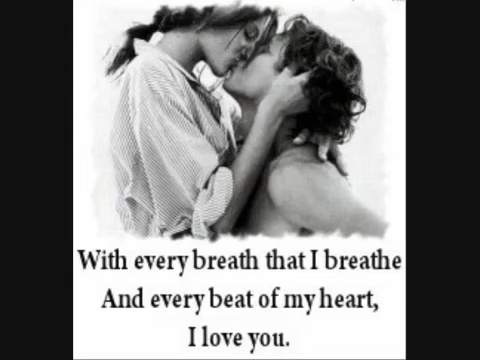 With every breath that I breathe
And every beat of my heart,
I love you.